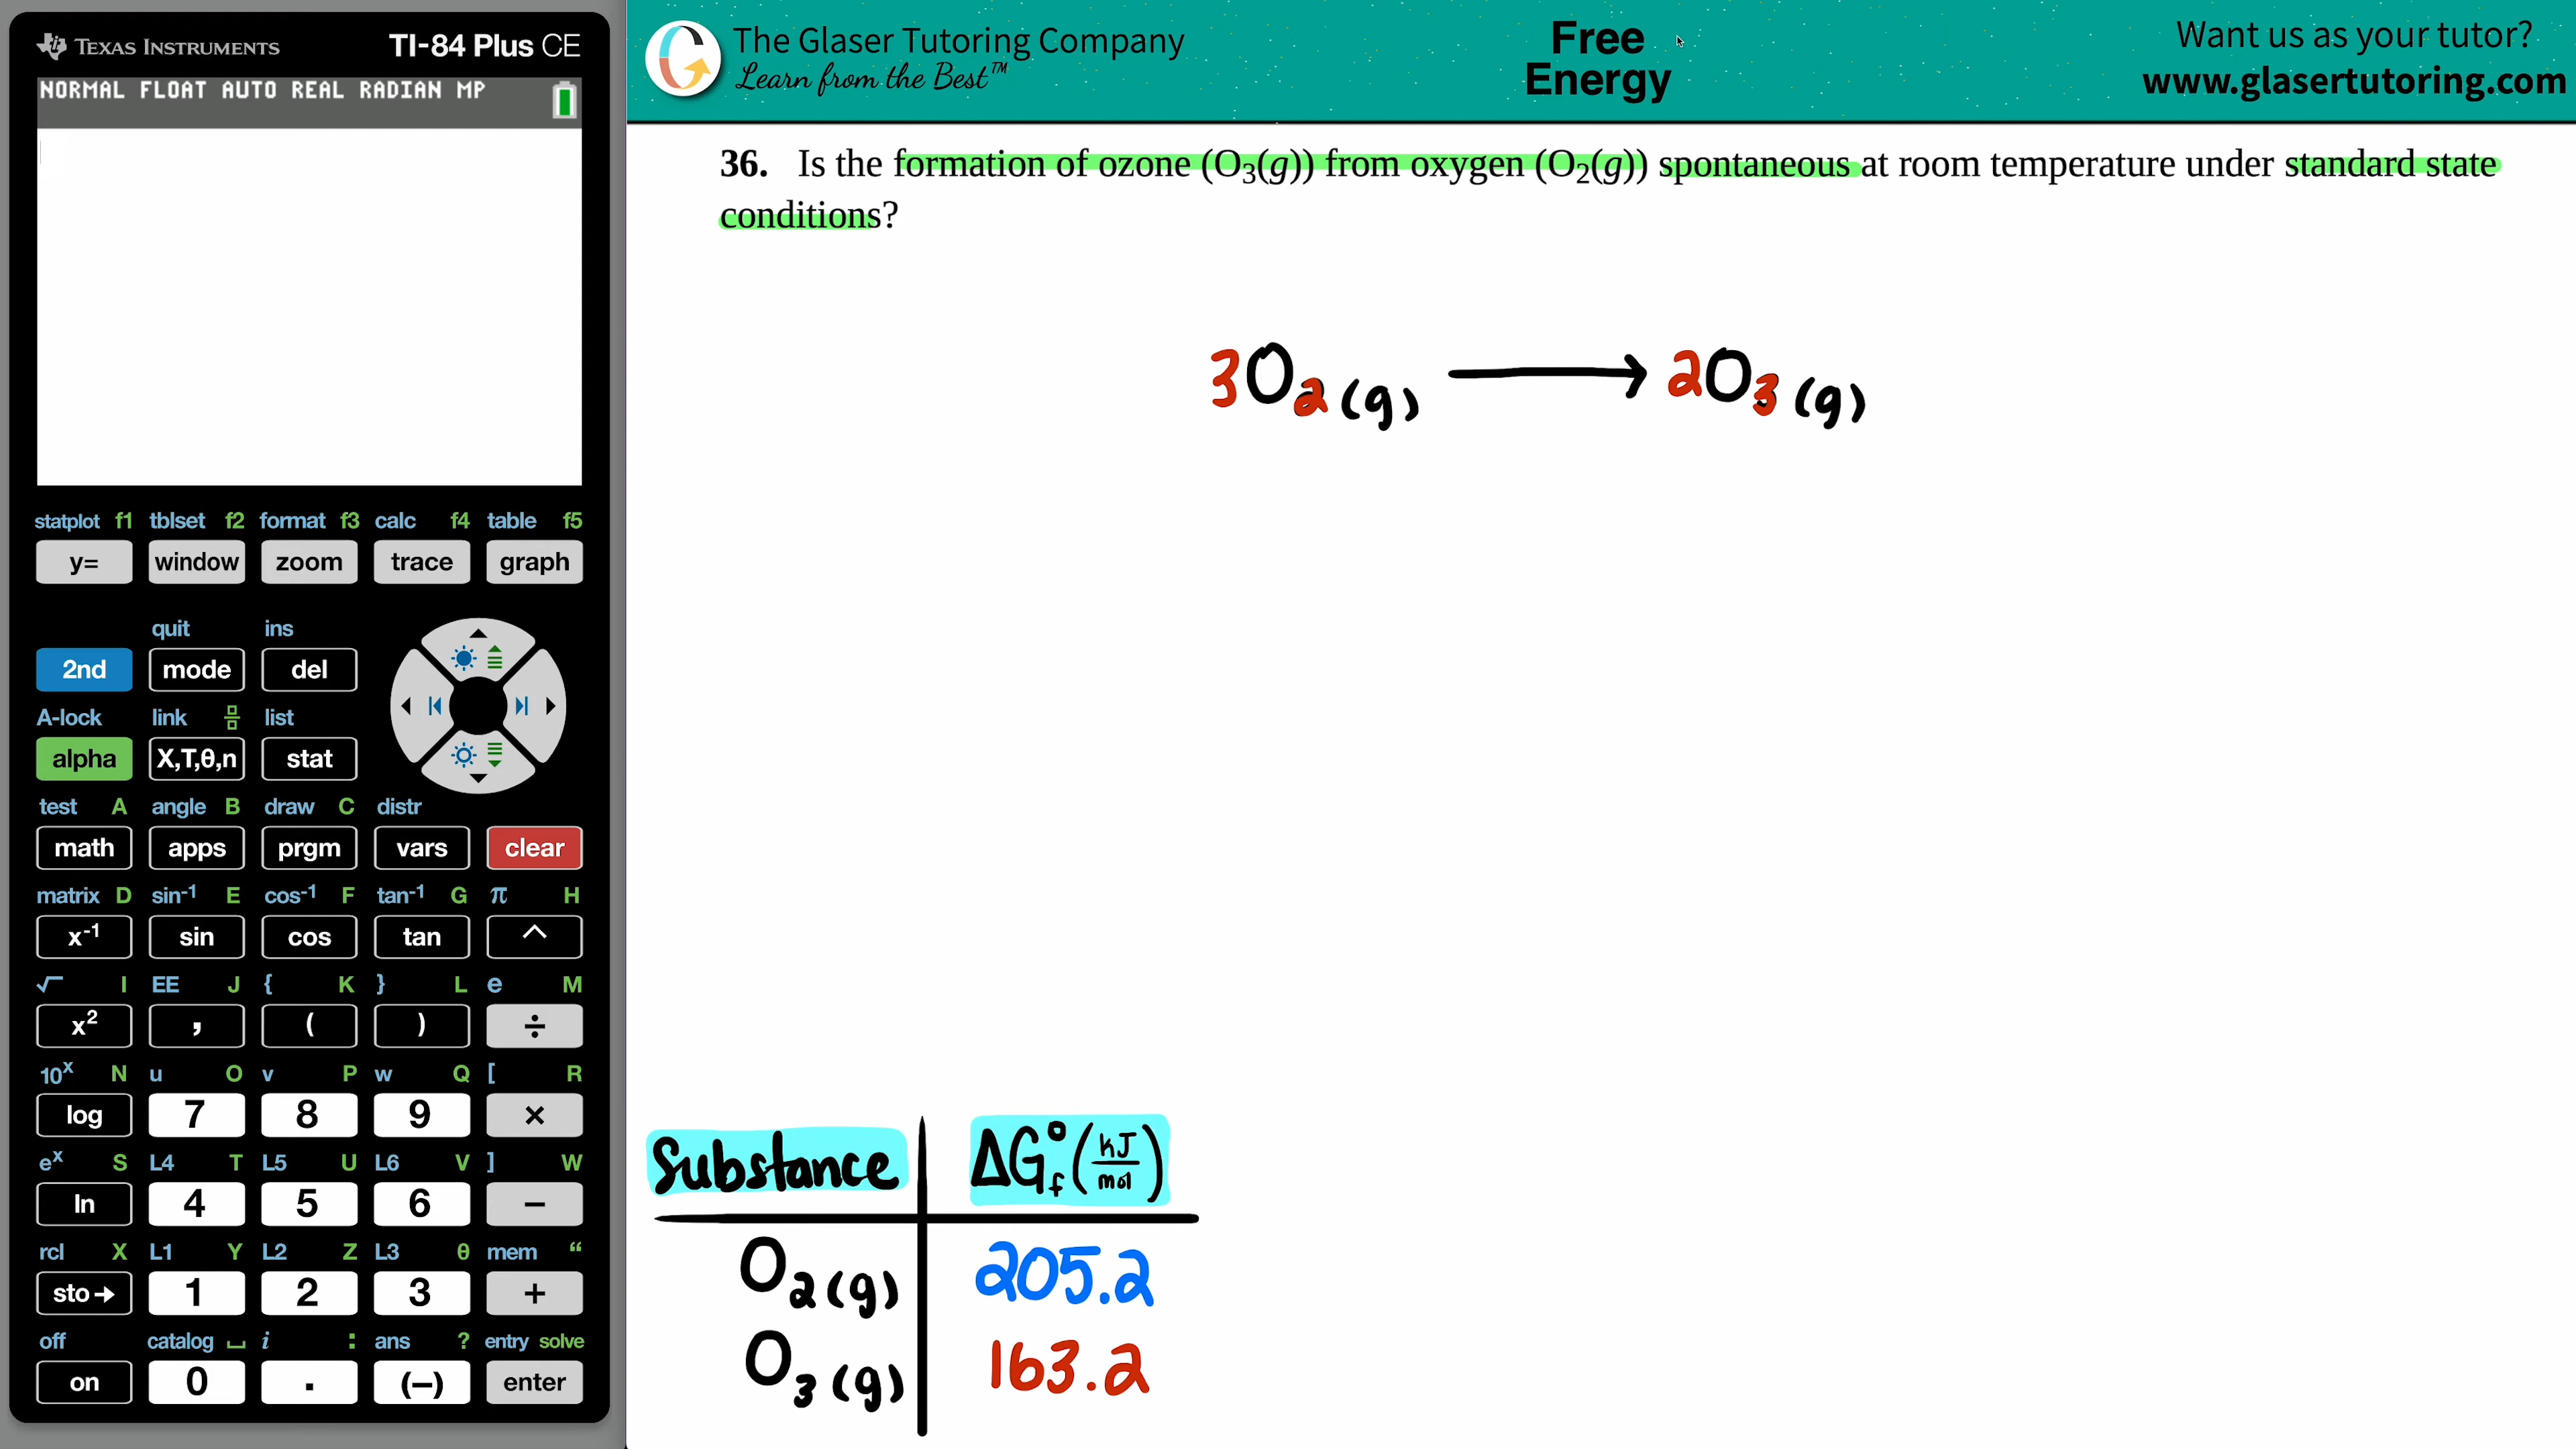 TEXAS INSTRUMENTS TI-84 Plus CE
NORMAL FLOAT AUTO REAL RADIAN MP
statplot f1 tblset f2 format f3 calc f4 table f5
y= window zoom trace graph
quit ins
2nd mode del
A-lock link list
alpha X,T,θ,n stat
test A angle B draw C distr
math apps prgm vars clear
matrix D sin⁻¹ E cos⁻¹ F tan⁻¹ G π H
x⁻¹ sin cos tan ^
√ I EE J { K } L e M
x² , ( ) ÷
10ˣ N u O v P w Q [ R
log 7 8 9 ×
eˣ S L4 T L5 U L6 V ] W
ln 4 5 6 −
rcl X L1 Y L2 Z L3 θ mem “
sto→ 1 2 3 +
off catalog ⎵ i : ans ? entry solve
on 0 . (−) enter
The Glaser Tutoring Company
Learn from the Best™
Free
Energy
Want us as your tutor?
www.glasertutoring.com
36. Is the formation of ozone (O₃(g)) from oxygen (O₂(g)) spontaneous at room temperature under standard state
conditions?
3O₂(g) ⟶ 2O₃(g)
Substance ΔG°f (kJ/mol)
O₂(g) 205.2
O₃(g) 163.2